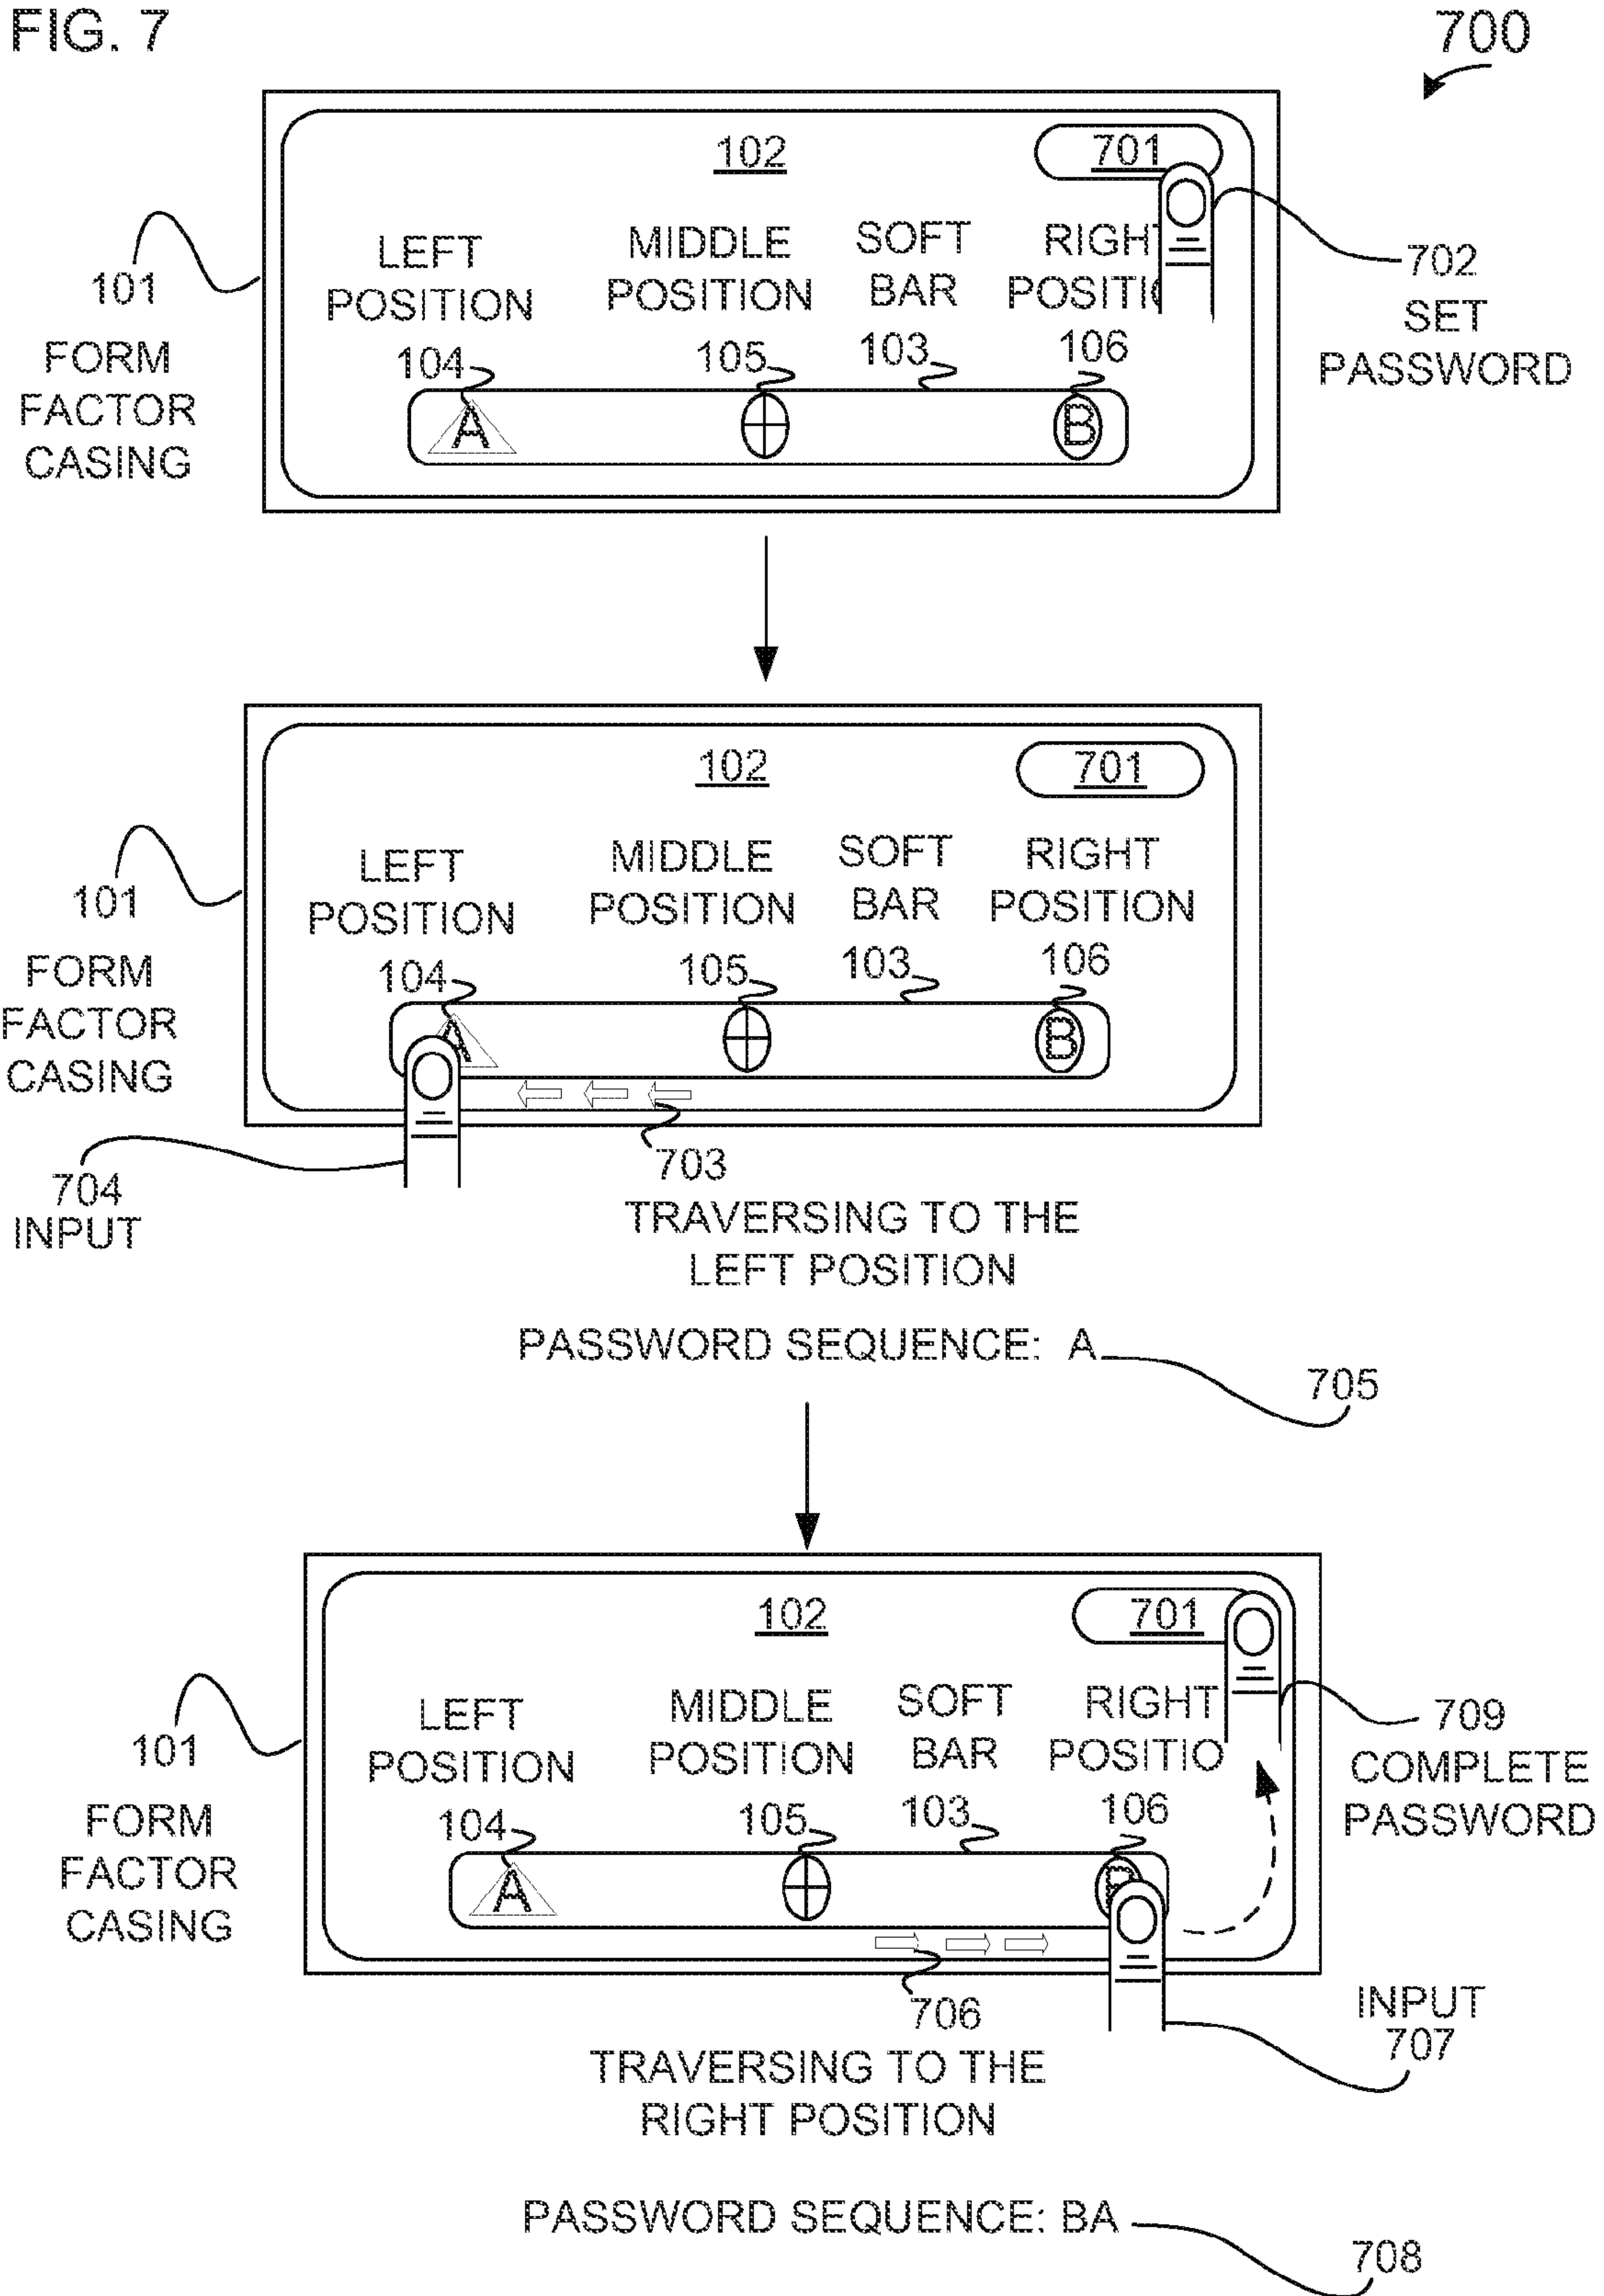 FIG. 7
700
102
701
LEFT
POSITION
MIDDLE
POSITION
SOFT
BAR
RIGHT
POSITI
104
105
103
106
A
B
101
FORM
FACTOR
CASING
702
SET
PASSWORD
102
701
LEFT
POSITION
MIDDLE
POSITION
SOFT
BAR
RIGHT
POSITION
104
105
103
106
A
B
101
FORM
FACTOR
CASING
704
INPUT
703
TRAVERSING TO THE
LEFT POSITION
PASSWORD SEQUENCE: A
705
102
701
LEFT
POSITION
MIDDLE
POSITION
SOFT
BAR
RIGHT
POSITIO
104
105
103
106
A
B
101
FORM
FACTOR
CASING
709
COMPLETE
PASSWORD
706
TRAVERSING TO THE
RIGHT POSITION
INPUT
707
PASSWORD SEQUENCE: BA
708